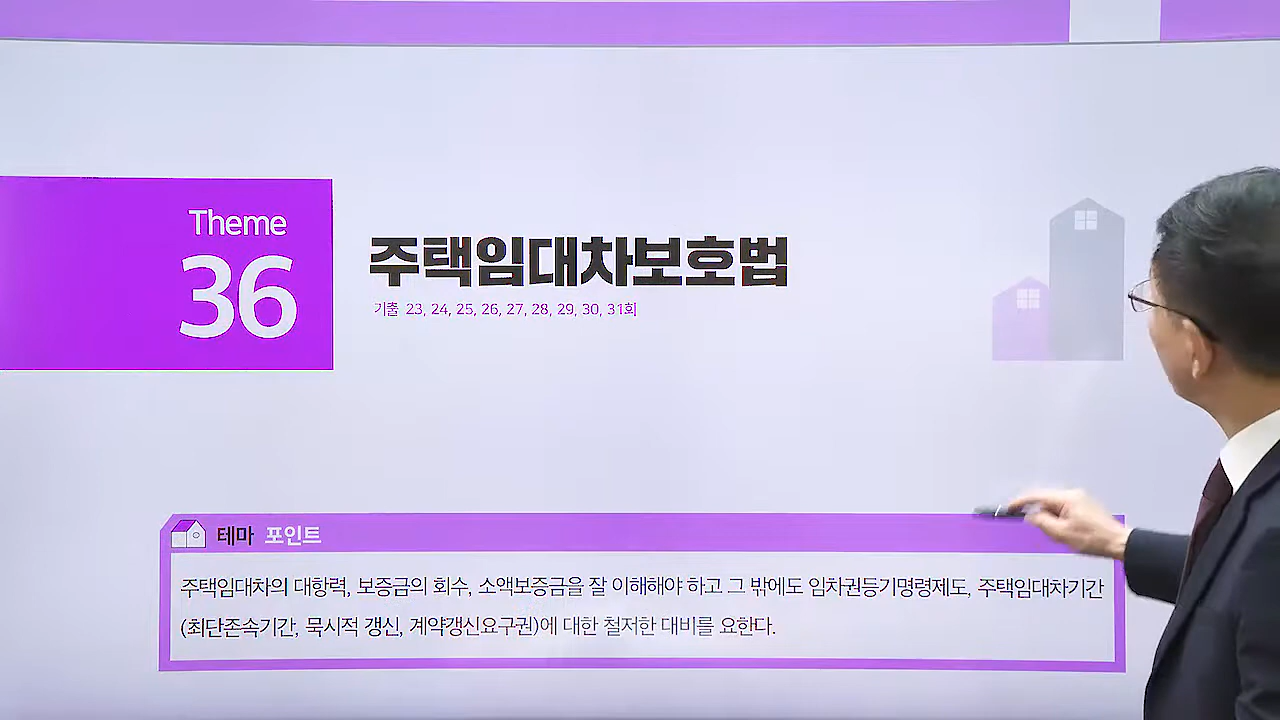 Theme
36
주택임대차보호법
기출 23, 24, 25, 26, 27, 28, 29, 30, 31회
테마 포인트
주택임대차의 대항력, 보증금의 회수, 소액보증금을 잘 이해해야 하고 그 밖에도 임차권등기명령제도, 주택임대차기간
(최단존속기간, 묵시적 갱신, 계약갱신요구권)에 대한 철저한 대비를 요한다.